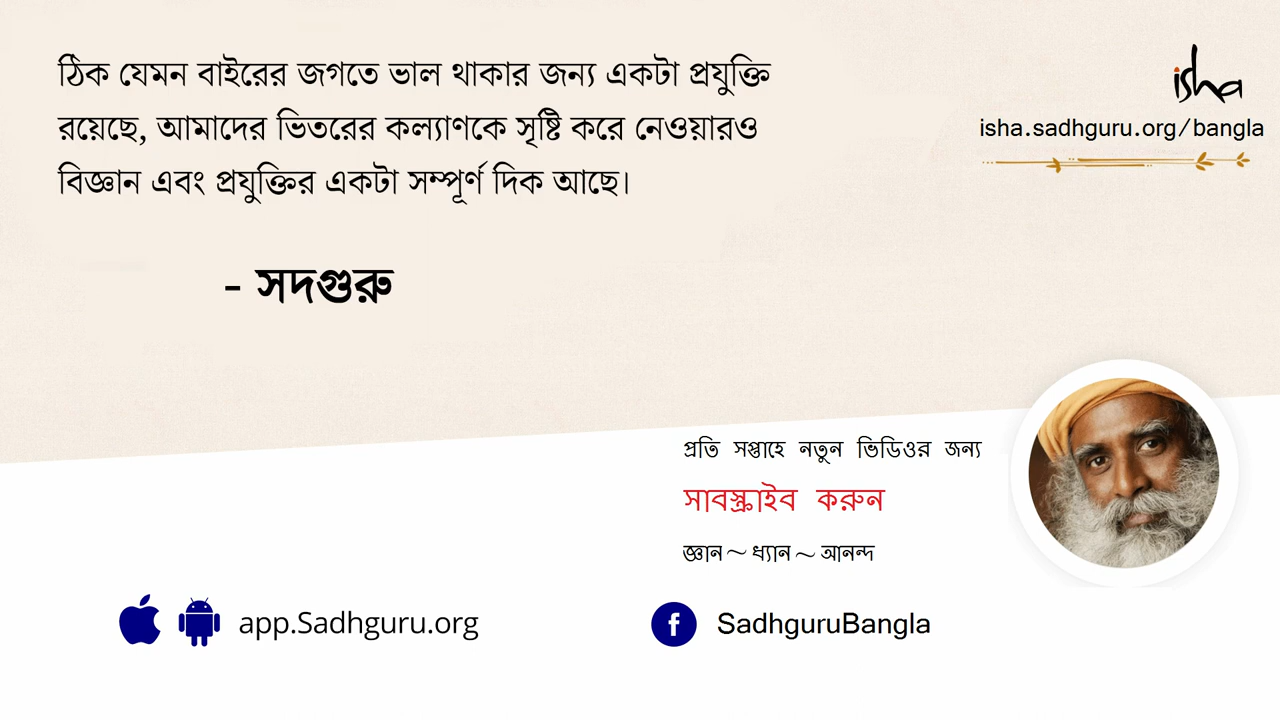 ঠিক যেমন বাইরের জগতে ভাল থাকার জন্য একটা প্রযুক্তি
রয়েছে, আমাদের ভিতরের কল্যাণকে সৃষ্টি করে নেওয়ারও
বিজ্ঞান এবং প্রযুক্তির একটা সম্পূর্ণ দিক আছে।
- সদগুরু
isha
isha.sadhguru.org/bangla
প্রতি সপ্তাহে নতুন ভিডিওর জন্য
সাবস্ক্রাইব করুন
জ্ঞান ~ ধ্যান ~ আনন্দ
app.Sadhguru.org
f SadhguruBangla